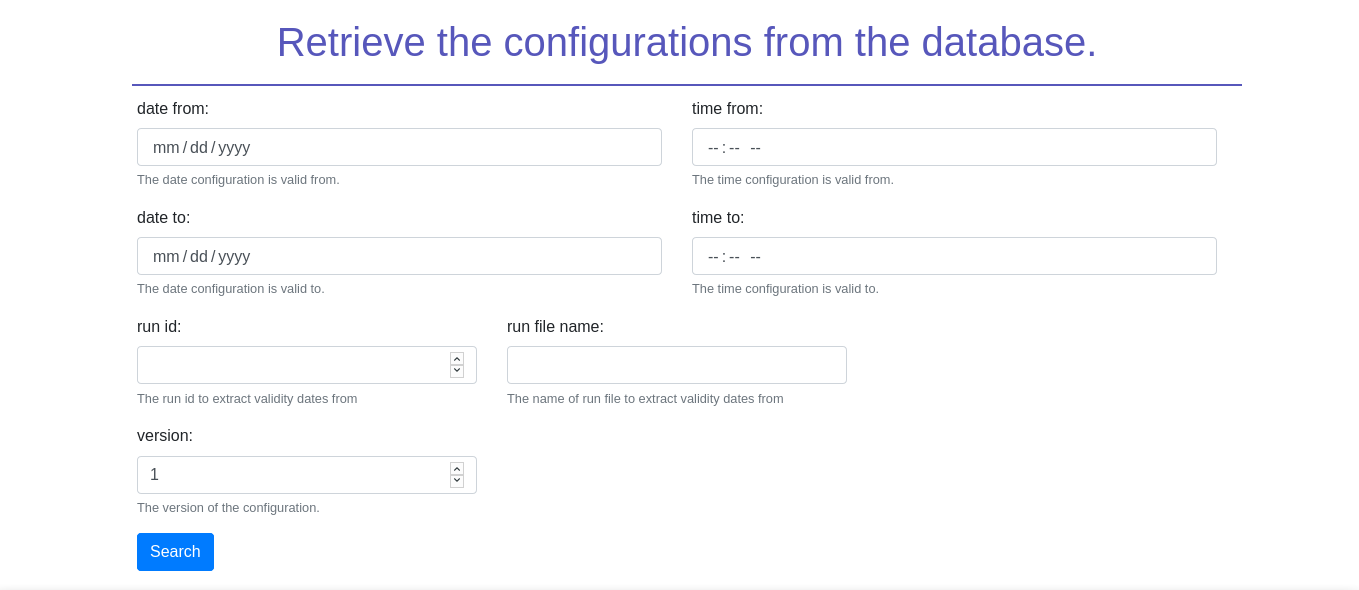 Retrieve the configurations from the database.
date from: time from:
mm/dd/yyyy --:-- --
The date configuration is valid from. The time configuration is valid from.
date to: time to:
mm/dd/yyyy --:-- --
The date configuration is valid to. The time configuration is valid to.
run id: run file name:
The run id to extract validity dates from The name of run file to extract validity dates from
version:
1
The version of the configuration.
Search